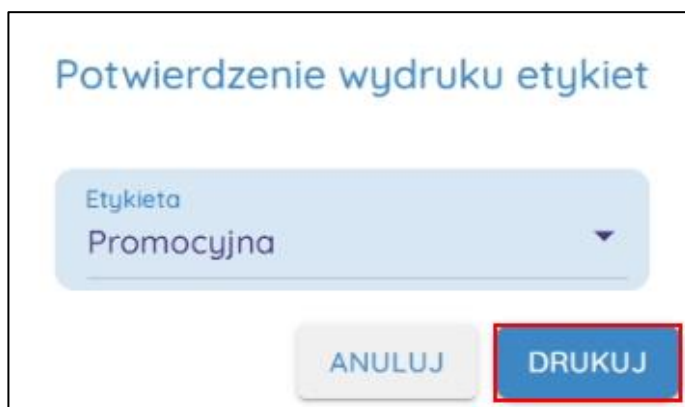 Potwierdzenie wydruku etykiet
Etykieta
Promocyjna
ANULUJ DRUKUJ